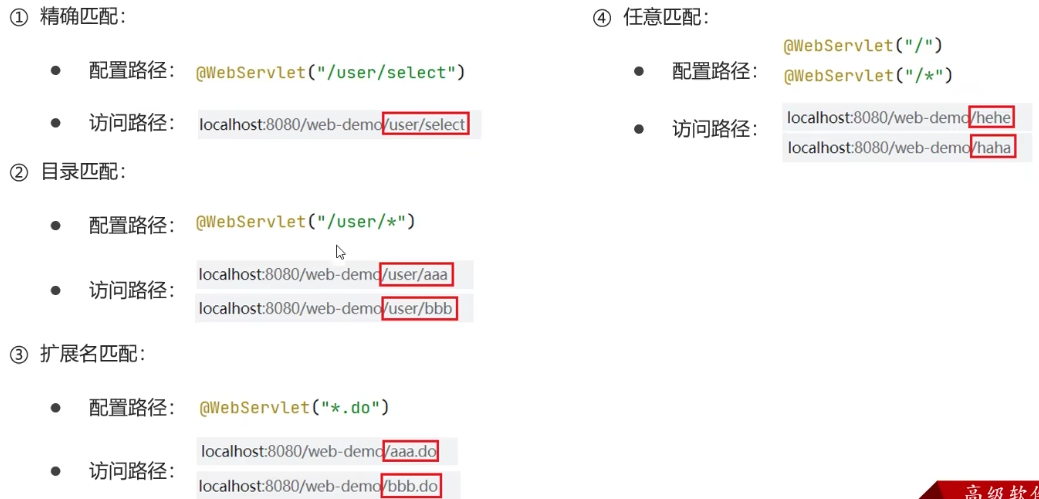 ① 精确匹配：
● 配置路径： @WebServlet("/user/select")
● 访问路径： localhost:8080/web-demo/user/select
② 目录匹配：
● 配置路径： @WebServlet("/user/*")
● 访问路径： localhost:8080/web-demo/user/aaa
localhost:8080/web-demo/user/bbb
③ 扩展名匹配：
● 配置路径： @WebServlet("*.do")
● 访问路径： localhost:8080/web-demo/aaa.do
localhost:8080/web-demo/bbb.do
④ 任意匹配：
● 配置路径： @WebServlet("/")
@WebServlet("/*")
● 访问路径： localhost:8080/web-demo/hehe
localhost:8080/web-demo/haha
高级软